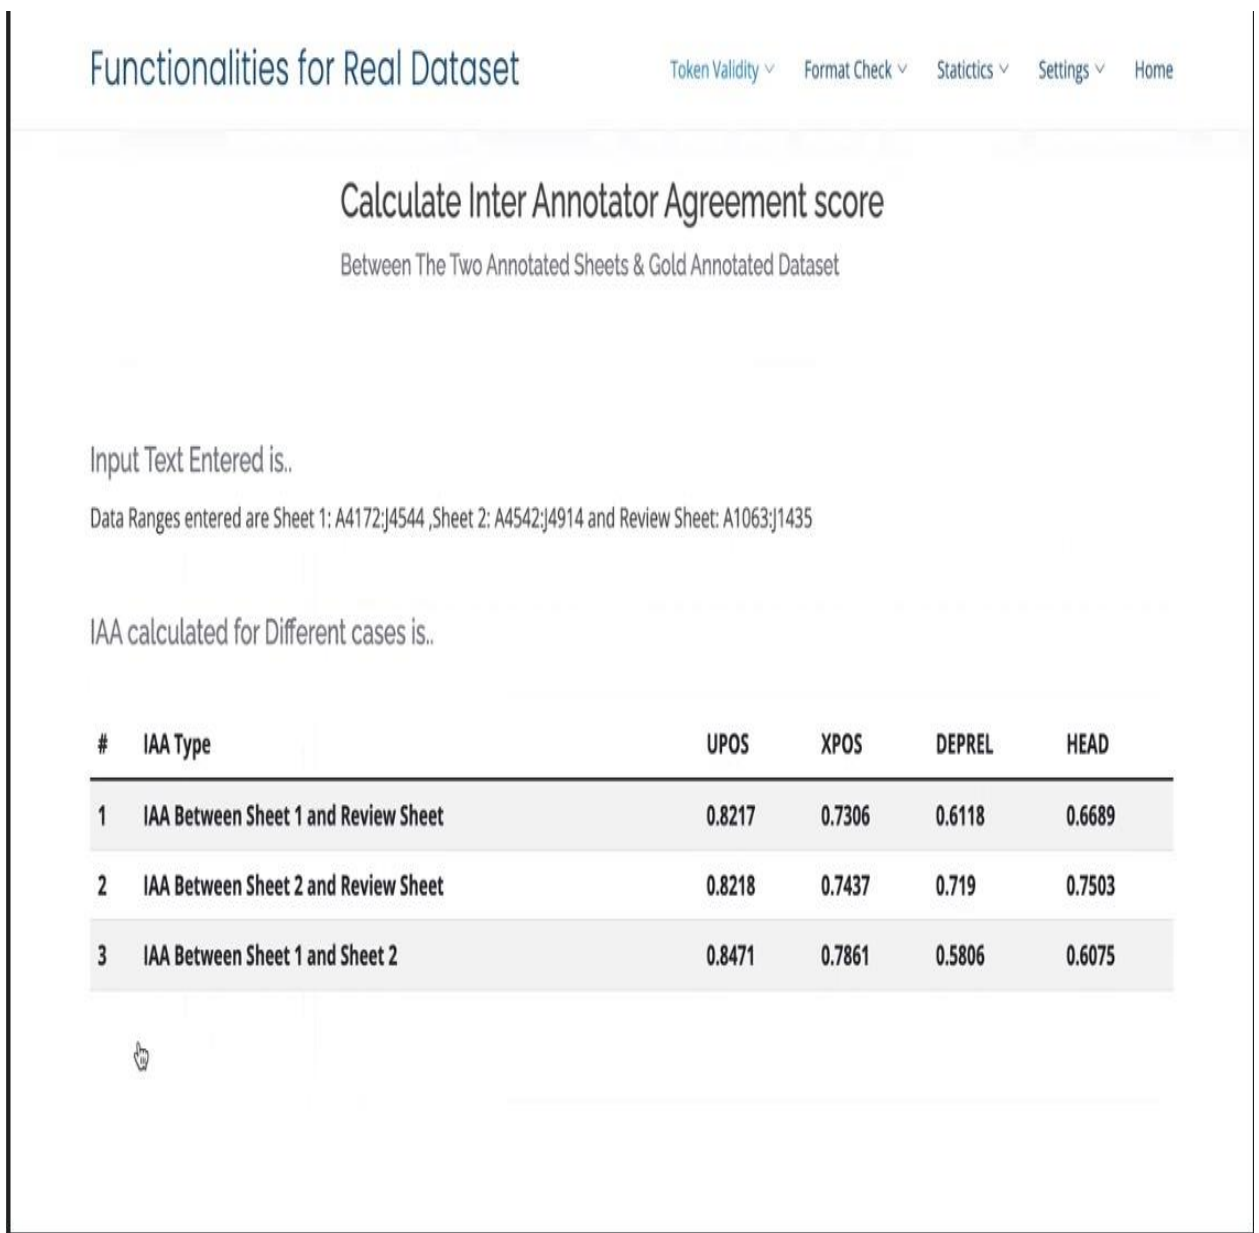 Functionalities for Real Dataset
Token Validity Format Check Statictics Settings Home
Calculate Inter Annotator Agreement score
Between The Two Annotated Sheets & Gold Annotated Dataset
Input Text Entered is..
Data Ranges entered are Sheet 1: A4172:J4544 ,Sheet 2: A4542:J4914 and Review Sheet: A1063:J1435
IAA calculated for Different cases is..
# IAA Type UPOS XPOS DEPREL HEAD
1 IAA Between Sheet 1 and Review Sheet 0.8217 0.7306 0.6118 0.6689
2 IAA Between Sheet 2 and Review Sheet 0.8218 0.7437 0.719 0.7503
3 IAA Between Sheet 1 and Sheet 2 0.8471 0.7861 0.5806 0.6075